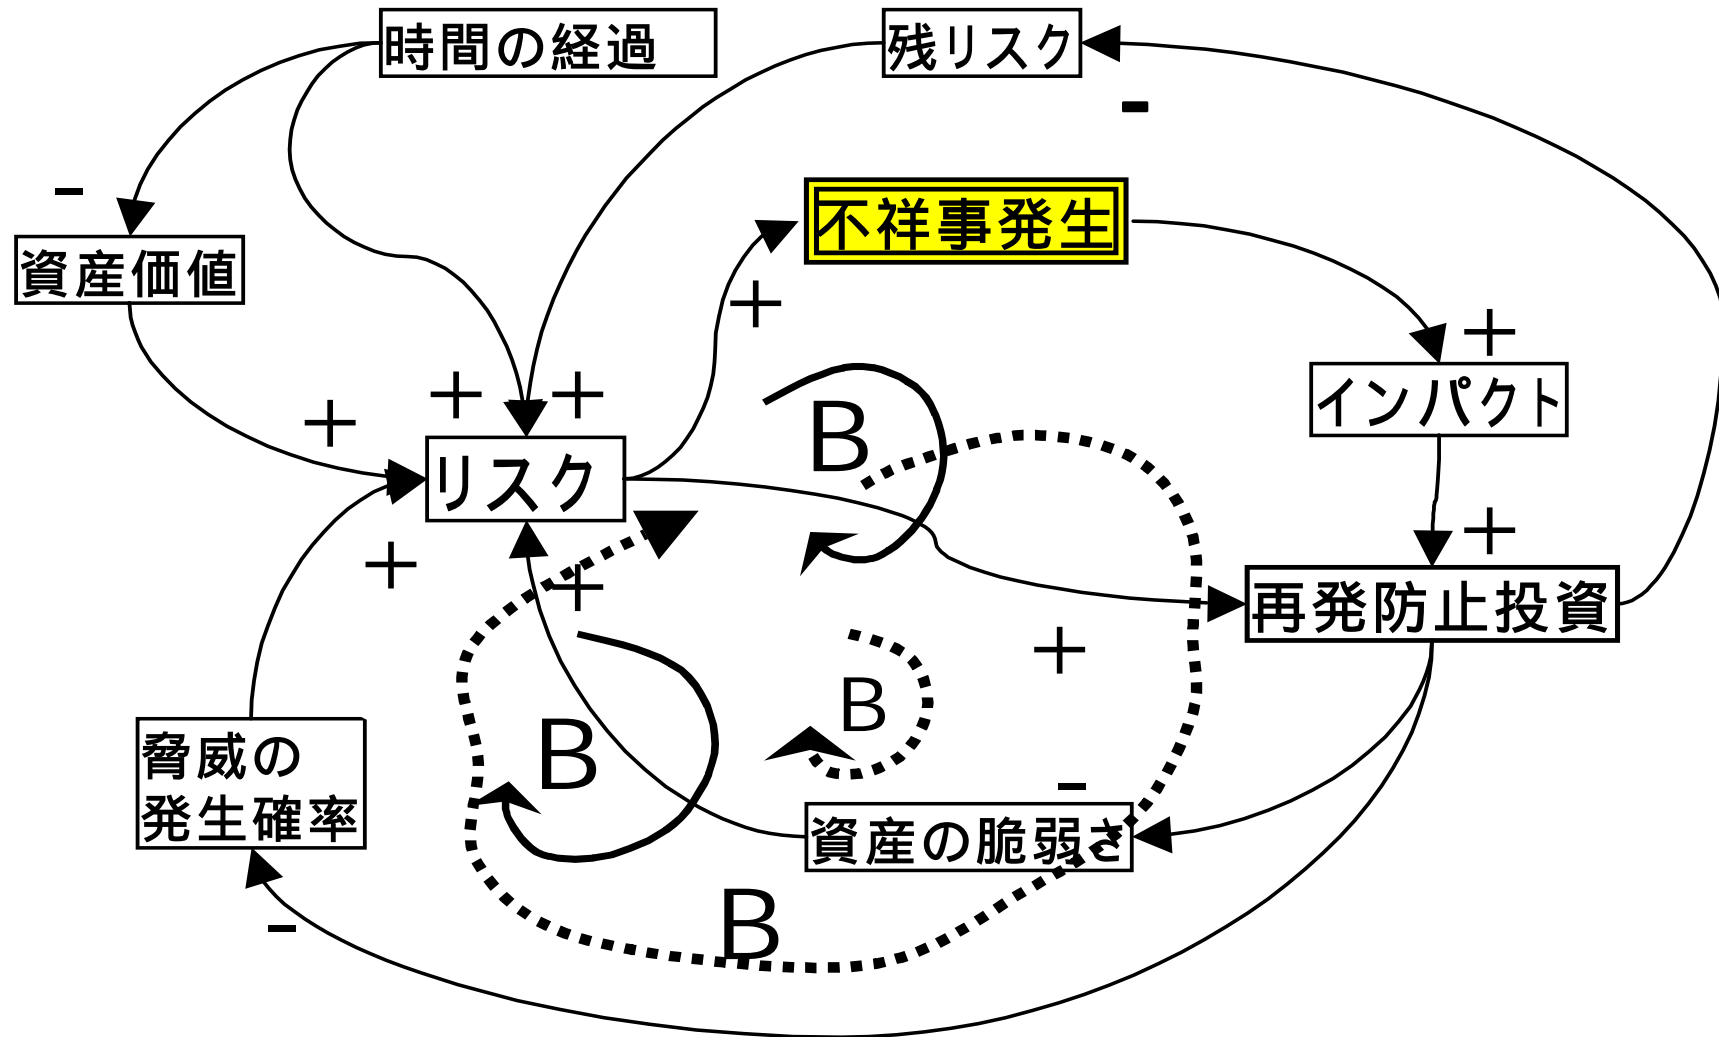 時間の経過
残リスク
-
-
不祥事発生
資産価値
+
+
インパクト
+
+
+
B
リスク
+
+
+
再発防止投資
+
B
脅威の
発生確率
B
-
資産の脆弱さ
B
-